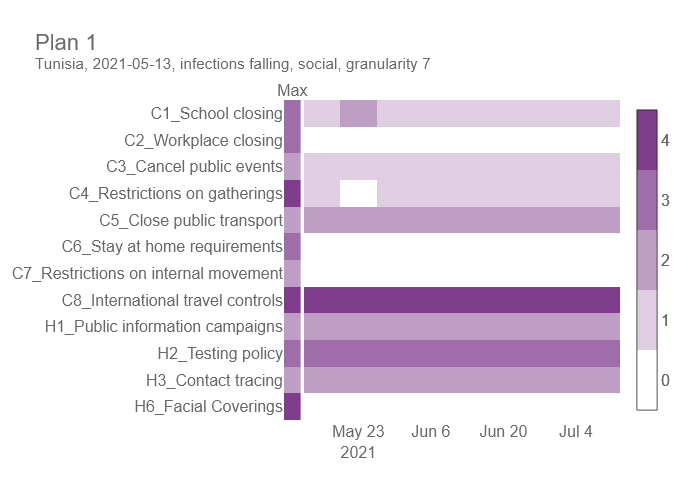 Plan 1
Tunisia, 2021-05-13, infections falling, social, granularity 7
Max
C1_School closing
C2_Workplace closing
C3_Cancel public events
C4_Restrictions on gatherings
C5_Close public transport
C6_Stay at home requirements
C7_Restrictions on internal movement
C8_International travel controls
H1_Public information campaigns
H2_Testing policy
H3_Contact tracing
H6_Facial Coverings
May 23 Jun 6 Jun 20 Jul 4
2021
4
3
2
1
0